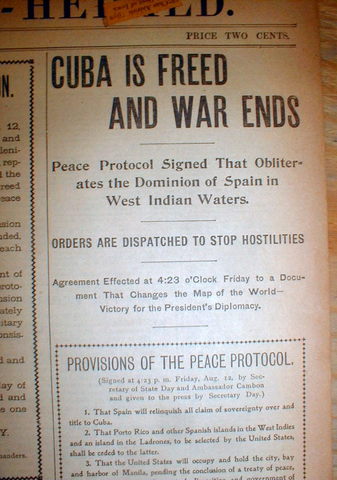 -HERALD.
PRICE TWO CENTS.
CUBA IS FREED
AND WAR ENDS
Peace Protocol Signed That Obliter-
ates the Dominion of Spain in
West Indian Waters.
ORDERS ARE DISPATCHED TO STOP HOSTILITIES
Agreement Effected at 4:23 o'Clock Friday to a Docu-
ment That Changes the Map of the World—
Victory for the President's Diplomacy.
PROVISIONS OF THE PEACE PROTOCOL.
(Signed at 4:23 p. m. Friday, Aug. 12, by Sec-
retary of State Day and Ambassador Cambon
and given to the press by Secretary Day.)
1. That Spain will relinquish all claim of sovereignty over and
title to Cuba.
2. That Porto Rico and other Spanish islands in the West Indies
and an island in the Ladrones, to be selected by the United States,
shall be ceded to the latter.
3. That the United States will occupy and hold the city, bay
and harbor of Manila, pending the conclusion of a treaty of peace,